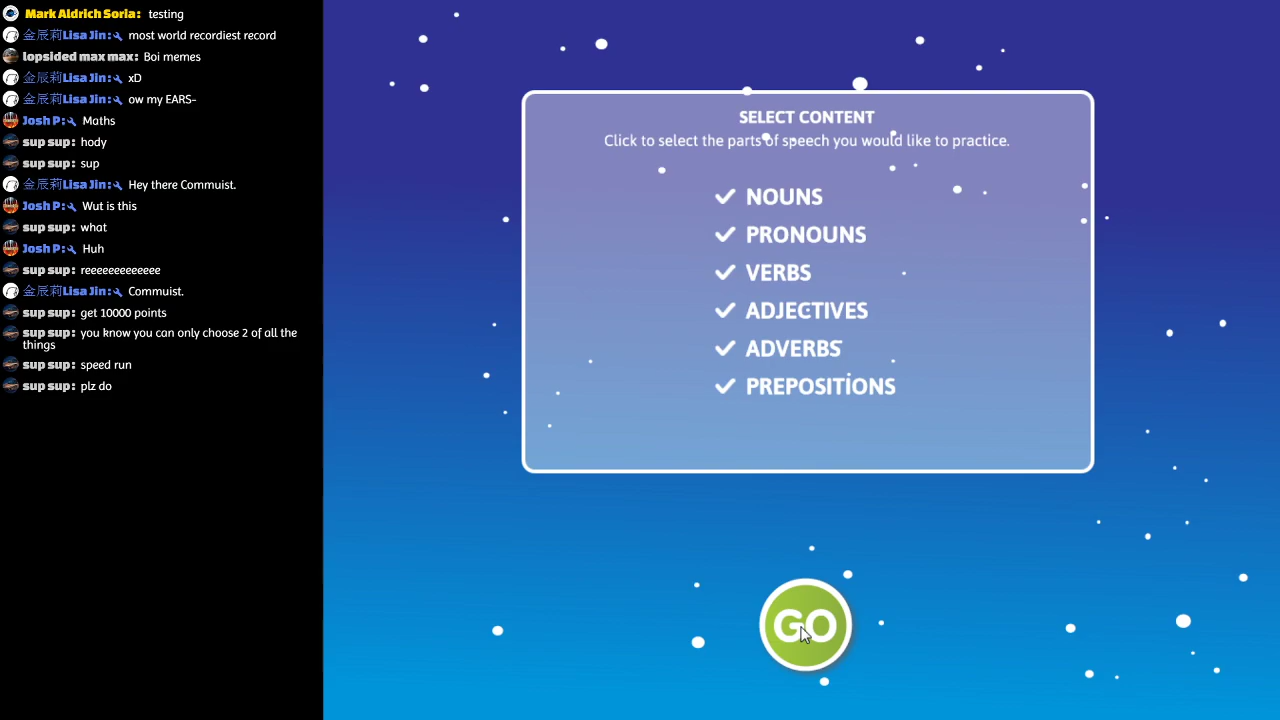 Mark Aldrich Soria: testing
金辰莉Lisa Jin: most world recordiest record
lopsided max max: Boi memes
金辰莉Lisa Jin: xD
金辰莉Lisa Jin: ow my EARS-
Josh P: Maths
sup sup: hody
sup sup: sup
金辰莉Lisa Jin: Hey there Commuist.
Josh P: Wut is this
sup sup: what
Josh P: Huh
sup sup: reeeeeeeeeeeee
金辰莉Lisa Jin: Commuist.
sup sup: get 10000 points
sup sup: you know you can only choose 2 of all the
things
sup sup: speed run
sup sup: plz do
SELECT CONTENT
Click to select the parts of speech you would like to practice.
NOUNS
PRONOUNS
VERBS
ADJECTIVES
ADVERBS
PREPOSITIONS
GO